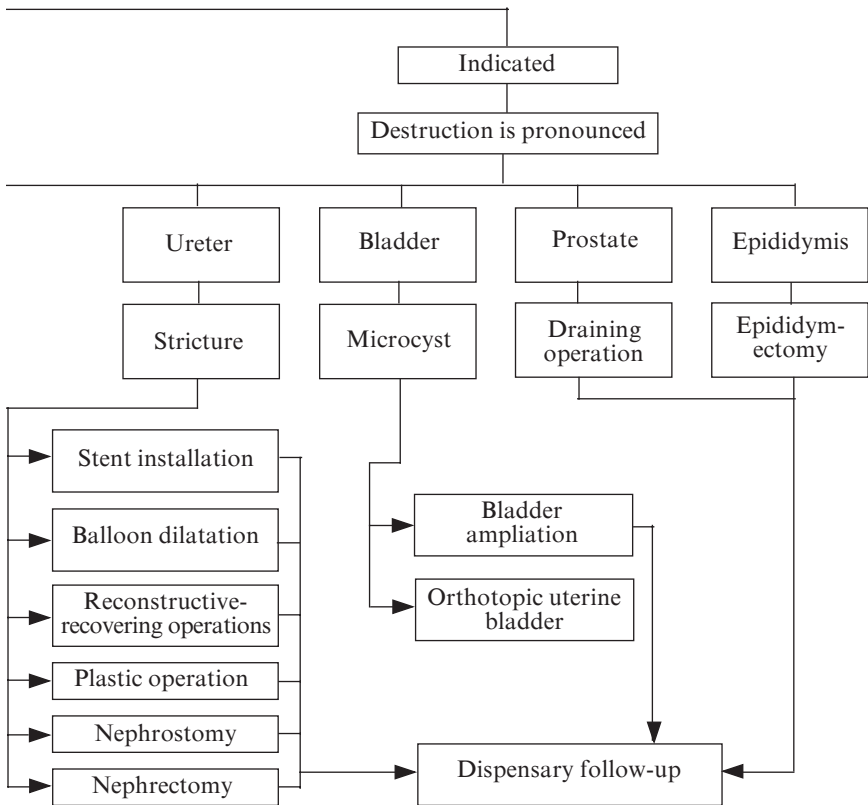 Indicated
Destruction is pronounced
Ureter
Bladder
Prostate
Epididymis
Stricture
Microcyst
Draining
operation
Epididym-
ectomy
Stent installation
Balloon dilatation
Reconstructive-
recovering operations
Plastic operation
Nephrostomy
Nephrectomy
Bladder
ampliation
Orthotopic uterine
bladder
Dispensary follow-up